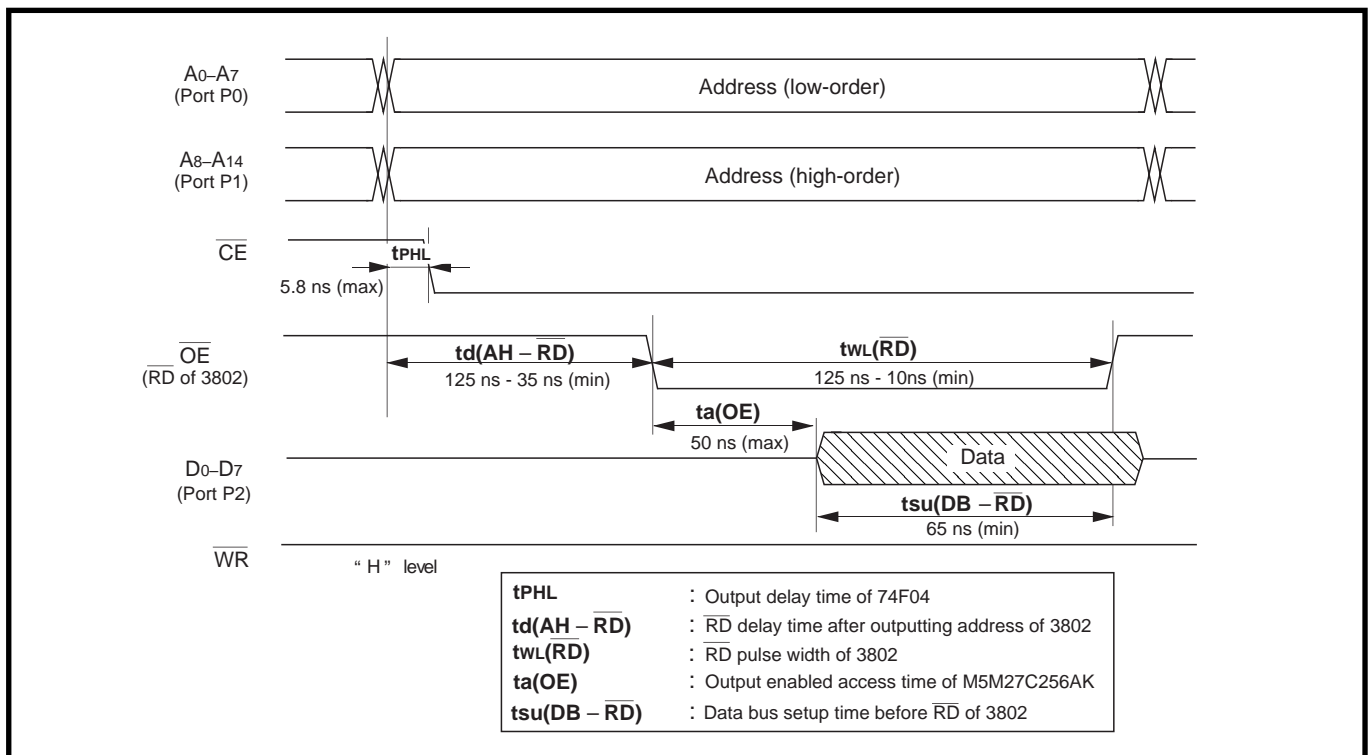 A0–A7
(Port P0)
Address (low-order)
A8–A14
(Port P1)
Address (high-order)
CE
tPHL
5.8 ns (max)
OE
(RD of 3802)
td(AH – RD)
125 ns - 35 ns (min)
twL(RD)
125 ns - 10ns (min)
ta(OE)
50 ns (max)
D0–D7
(Port P2)
Data
tsu(DB – RD)
65 ns (min)
WR
“ H ” level
tPHL : Output delay time of 74F04
td(AH – RD) : RD delay time after outputting address of 3802
twL(RD) : RD pulse width of 3802
ta(OE) : Output enabled access time of M5M27C256AK
tsu(DB – RD) : Data bus setup time before RD of 3802